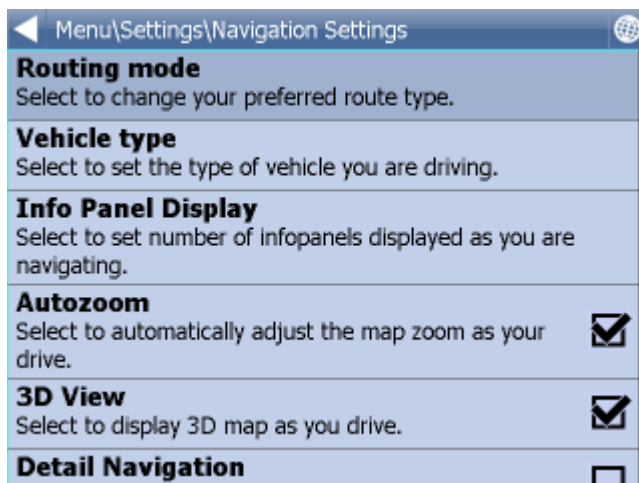 Menu\Settings\Navigation Settings
Routing mode
Select to change your preferred route type.
Vehicle type
Select to set the type of vehicle you are driving.
Info Panel Display
Select to set number of infopanels displayed as you are
navigating.
Autozoom
Select to automatically adjust the map zoom as your
drive.
3D View
Select to display 3D map as you drive.
Detail Navigation